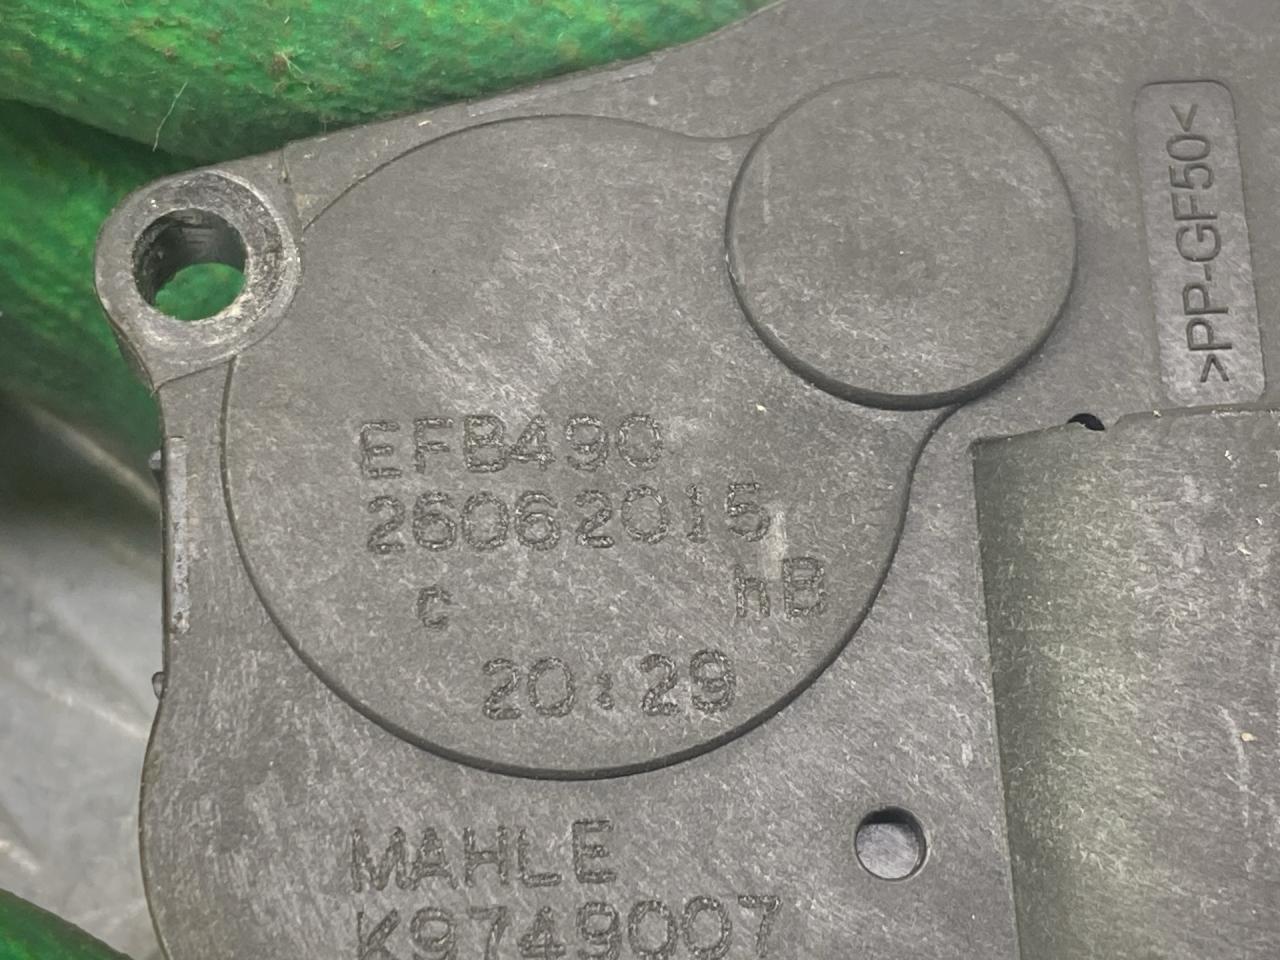 >PP-GF50<
EFB490
26062015
c hB
20:29
MAHLE
K9749007